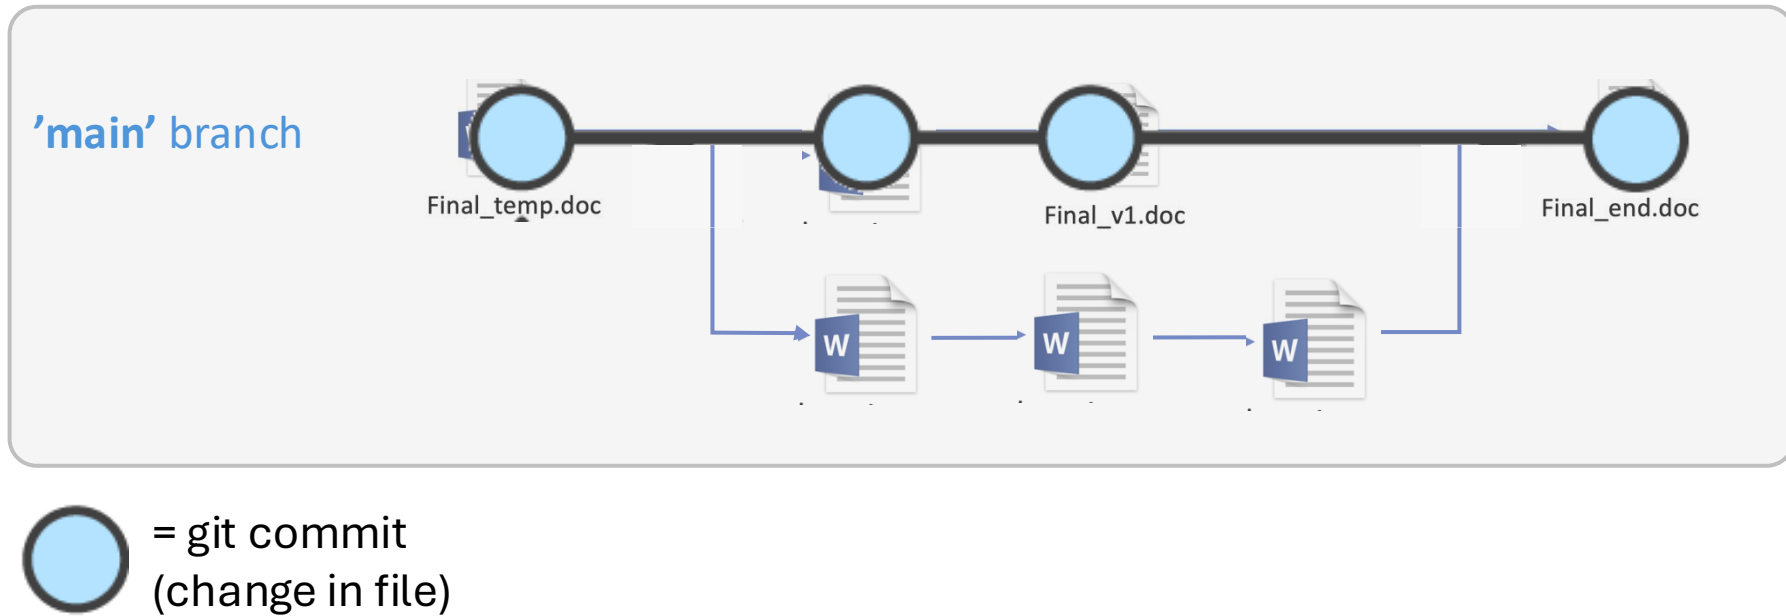 ’main’ branch
Final_temp.doc
Final_v1.doc
Final_end.doc
W
W
W
= git commit
(change in file)